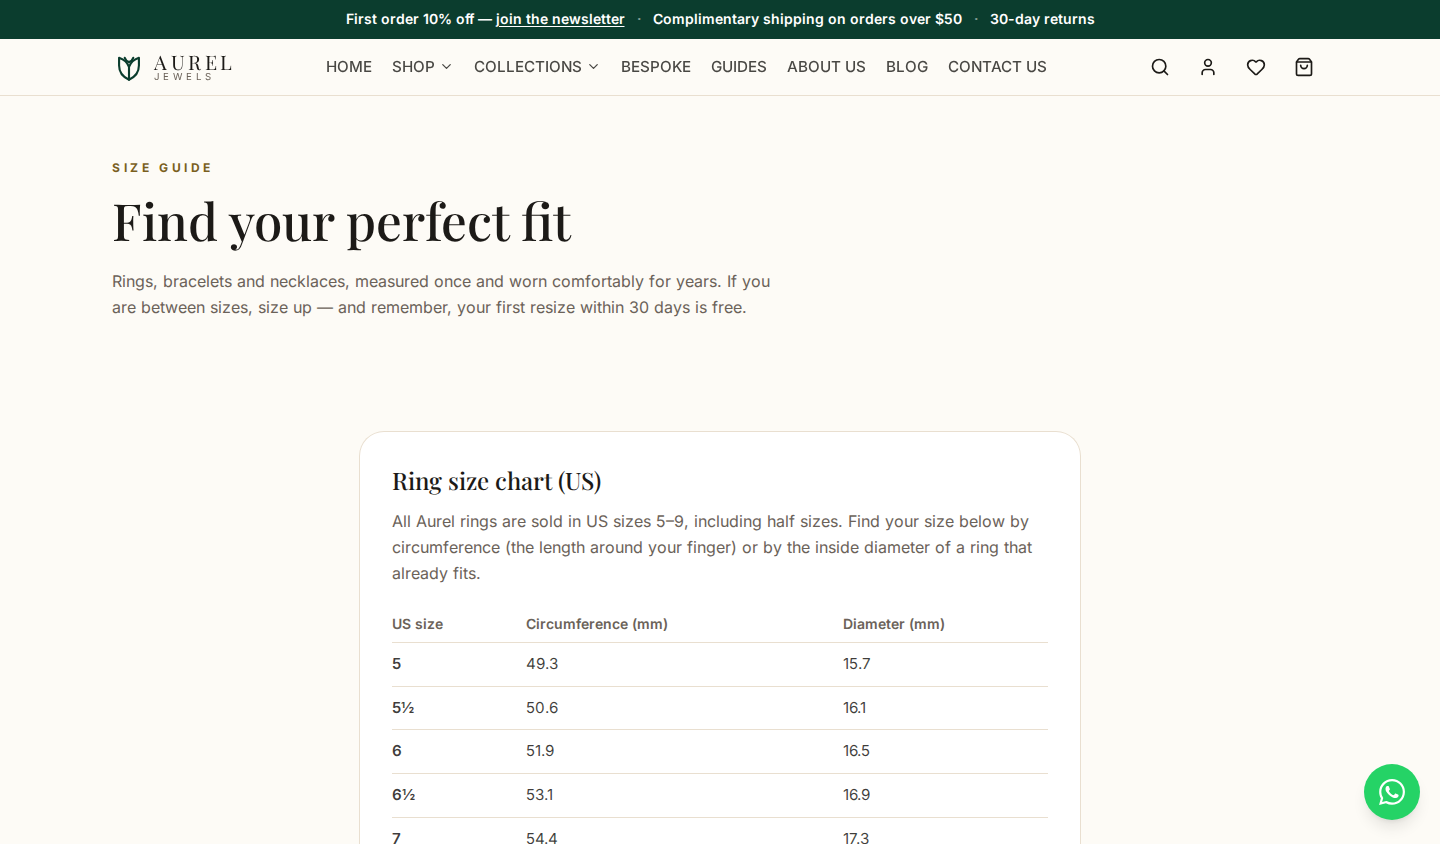 First order 10% off — join the newsletter · Complimentary shipping on orders over $50 · 30-day returns
AUREL
JEWELS
HOME SHOP COLLECTIONS BESPOKE GUIDES ABOUT US BLOG CONTACT US
SIZE GUIDE
Find your perfect fit
Rings, bracelets and necklaces, measured once and worn comfortably for years. If you
are between sizes, size up — and remember, your first resize within 30 days is free.
Ring size chart (US)
All Aurel rings are sold in US sizes 5–9, including half sizes. Find your size below by
circumference (the length around your finger) or by the inside diameter of a ring that
already fits.
US size Circumference (mm) Diameter (mm)
5 49.3 15.7
5½ 50.6 16.1
6 51.9 16.5
6½ 53.1 16.9
7 54.4 17.3